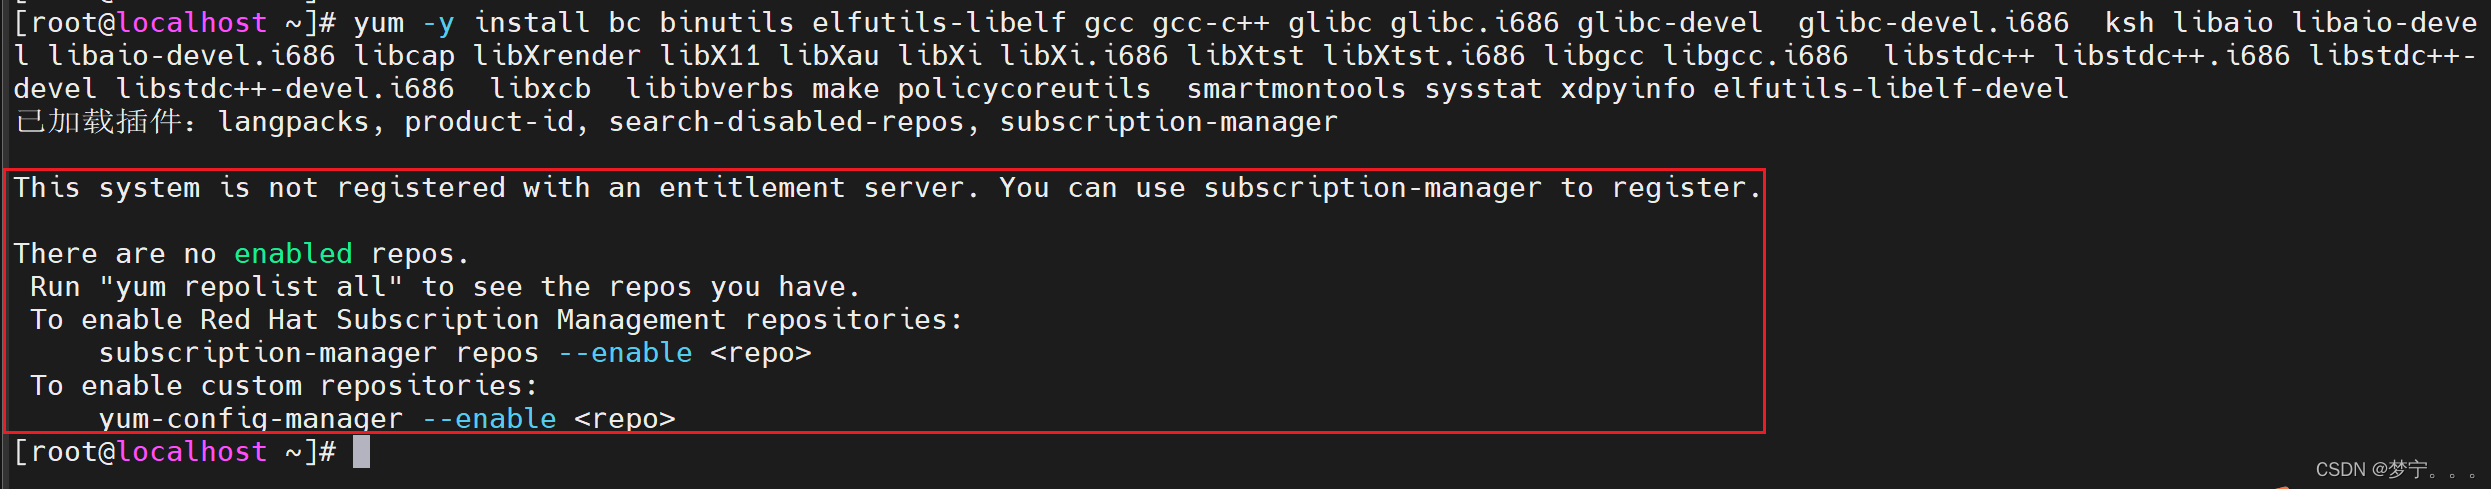 [root@localhost ~]# yum -y install bc binutils elfutils-libelf gcc gcc-c++ glibc glibc.i686 glibc-devel  glibc-devel.i686  ksh libaio libaio-deve
l libaio-devel.i686 libcap libXrender libX11 libXau libXi libXi.i686 libXtst libXtst.i686 libgcc libgcc.i686  libstdc++ libstdc++.i686 libstdc++-
devel libstdc++-devel.i686  libxcb  libibverbs make policycoreutils  smartmontools sysstat xdpyinfo elfutils-libelf-devel
已加载插件：langpacks, product-id, search-disabled-repos, subscription-manager
This system is not registered with an entitlement server. You can use subscription-manager to register.
There are no enabled repos.
 Run "yum repolist all" to see the repos you have.
 To enable Red Hat Subscription Management repositories:
     subscription-manager repos --enable <repo>
 To enable custom repositories:
     yum-config-manager --enable <repo>
[root@localhost ~]#
CSDN @梦宁。。。